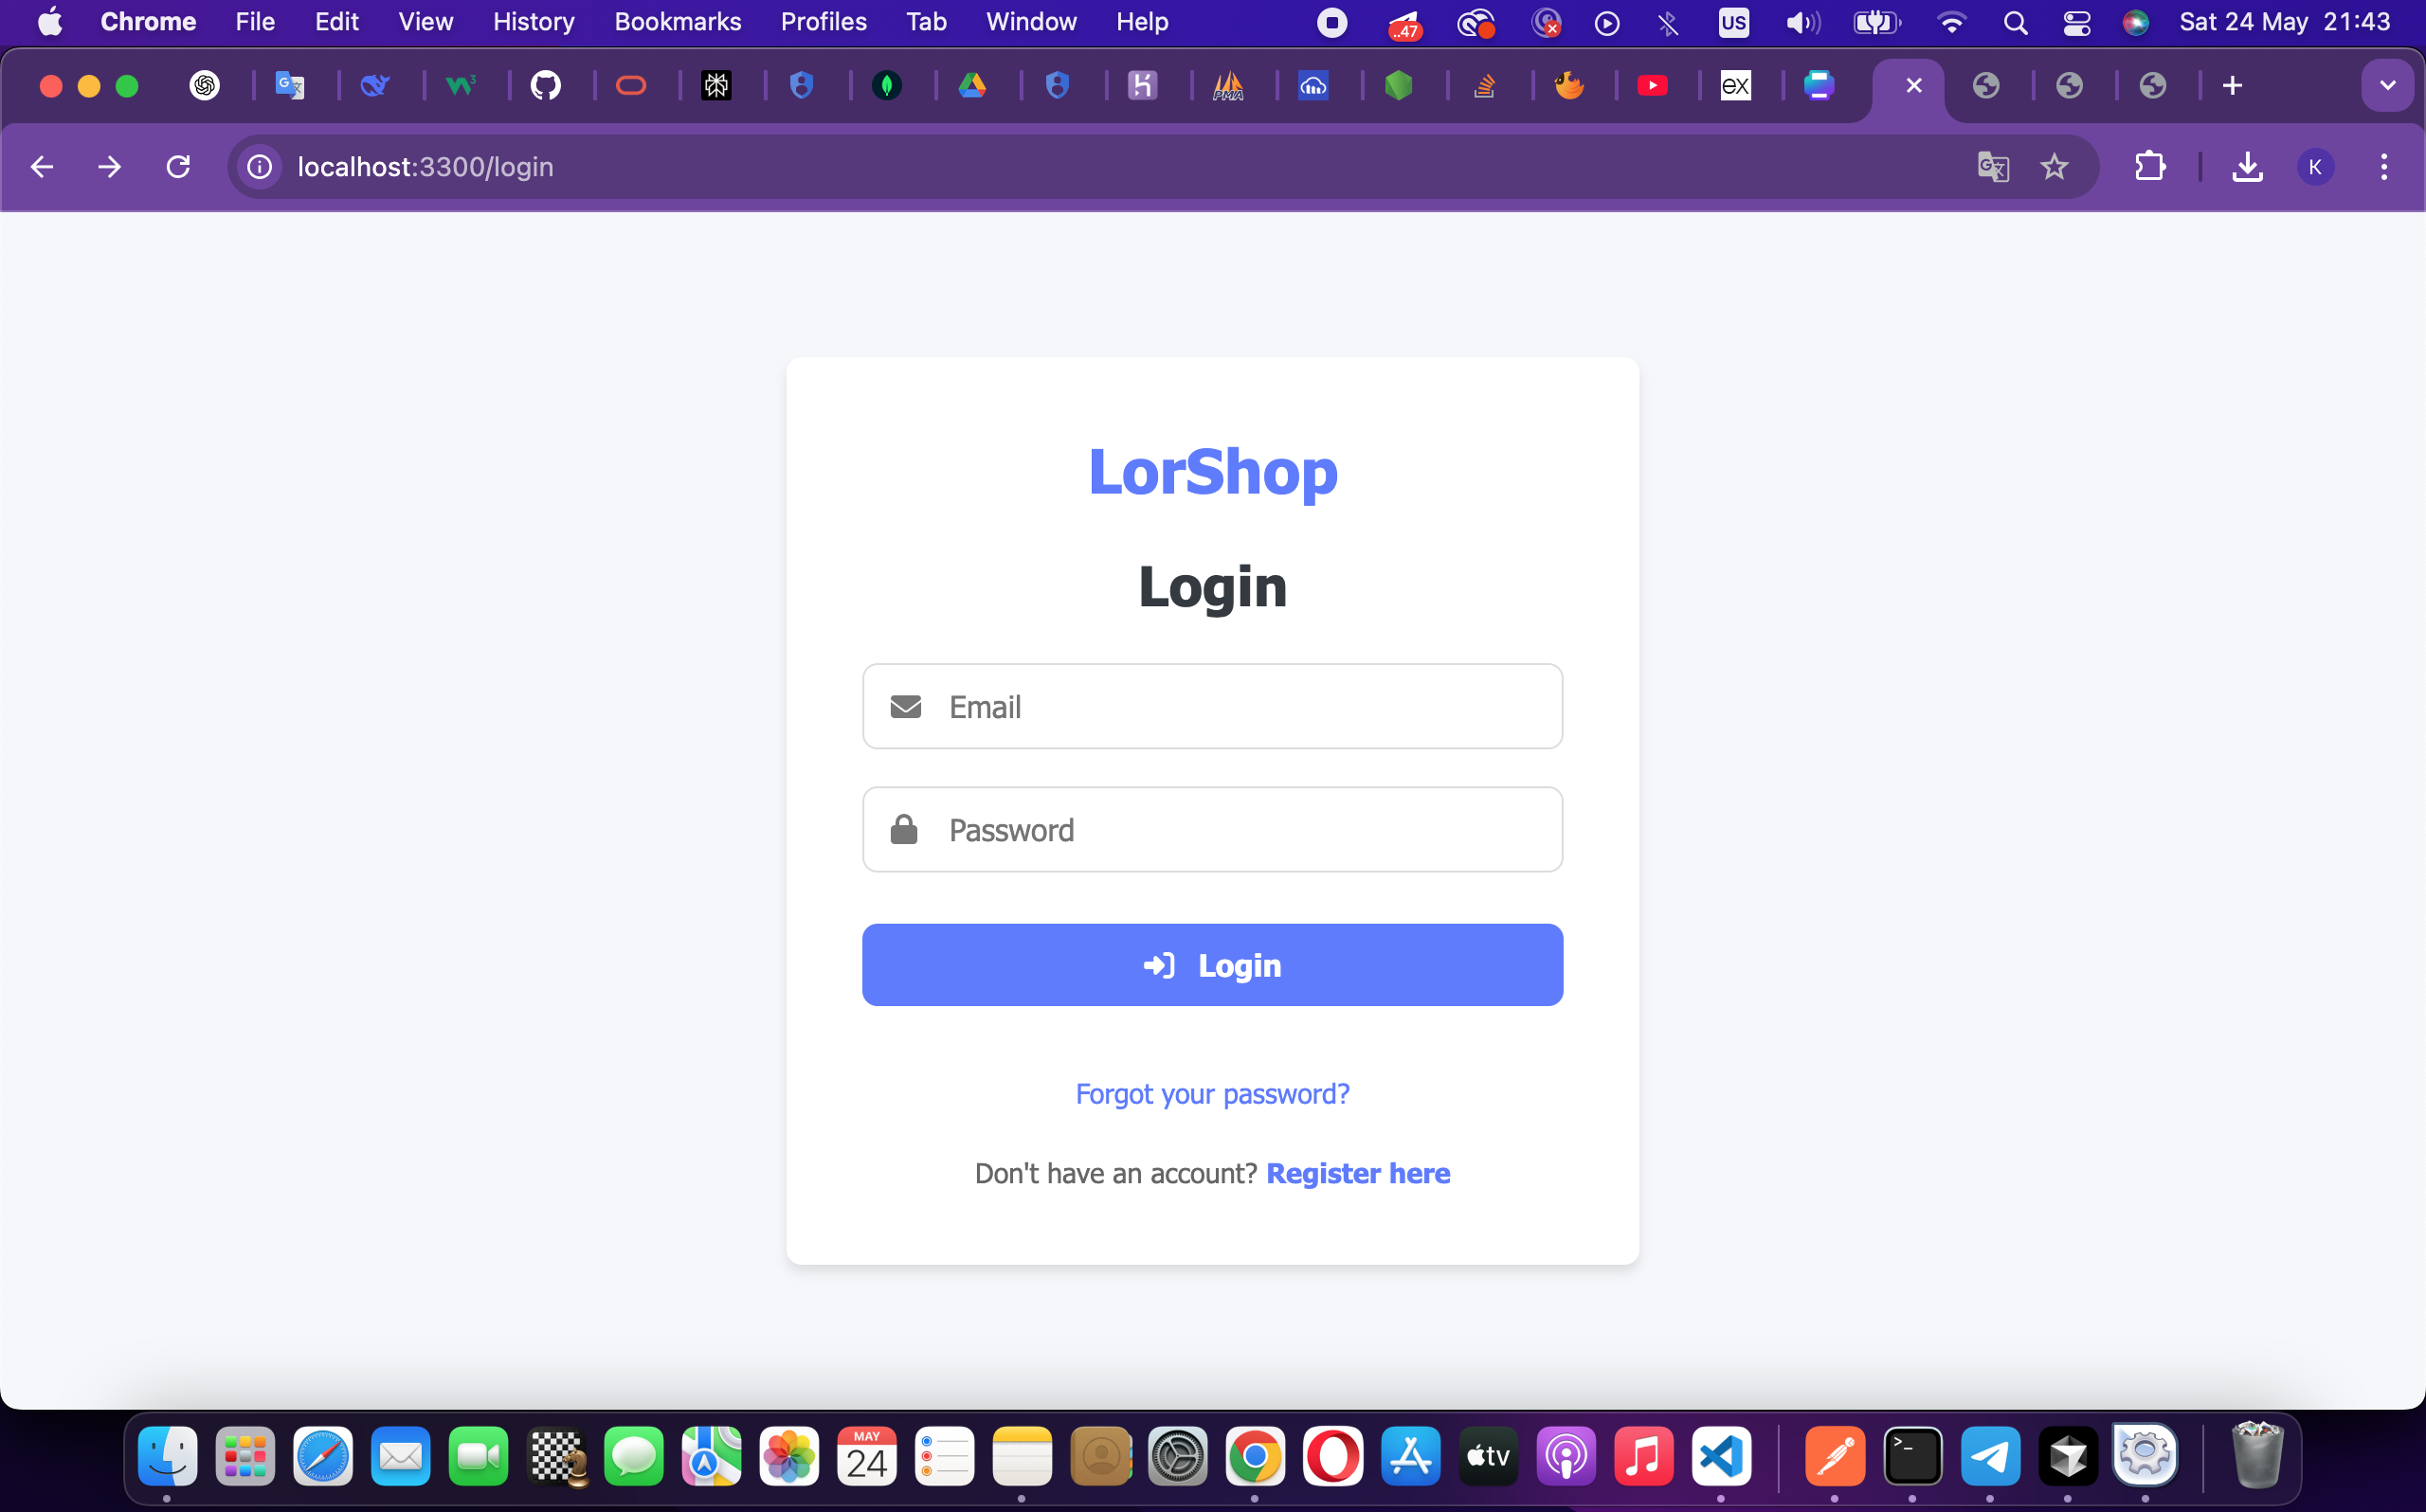 Chrome File Edit View History Bookmarks Profiles Tab Window Help ..47 US Sat 24 May 21:43
W3 PMA ex
localhost:3300/login K
LorShop
Login
Email
Password
Login
Forgot your password?
Don't have an account? Register here
MAY
24
tv
>_